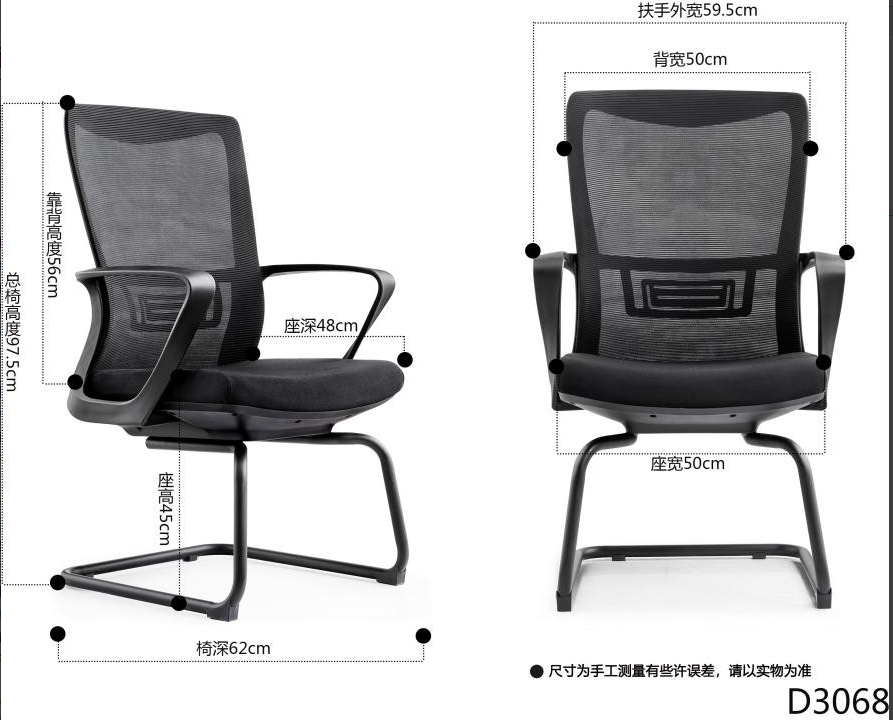 扶手外宽59.5cm
背宽50cm
靠背高度56cm
总椅高度97.5cm
座深48cm
座高45cm
座宽50cm
椅深62cm
尺寸为手工测量有些许误差，请以实物为准
D3068